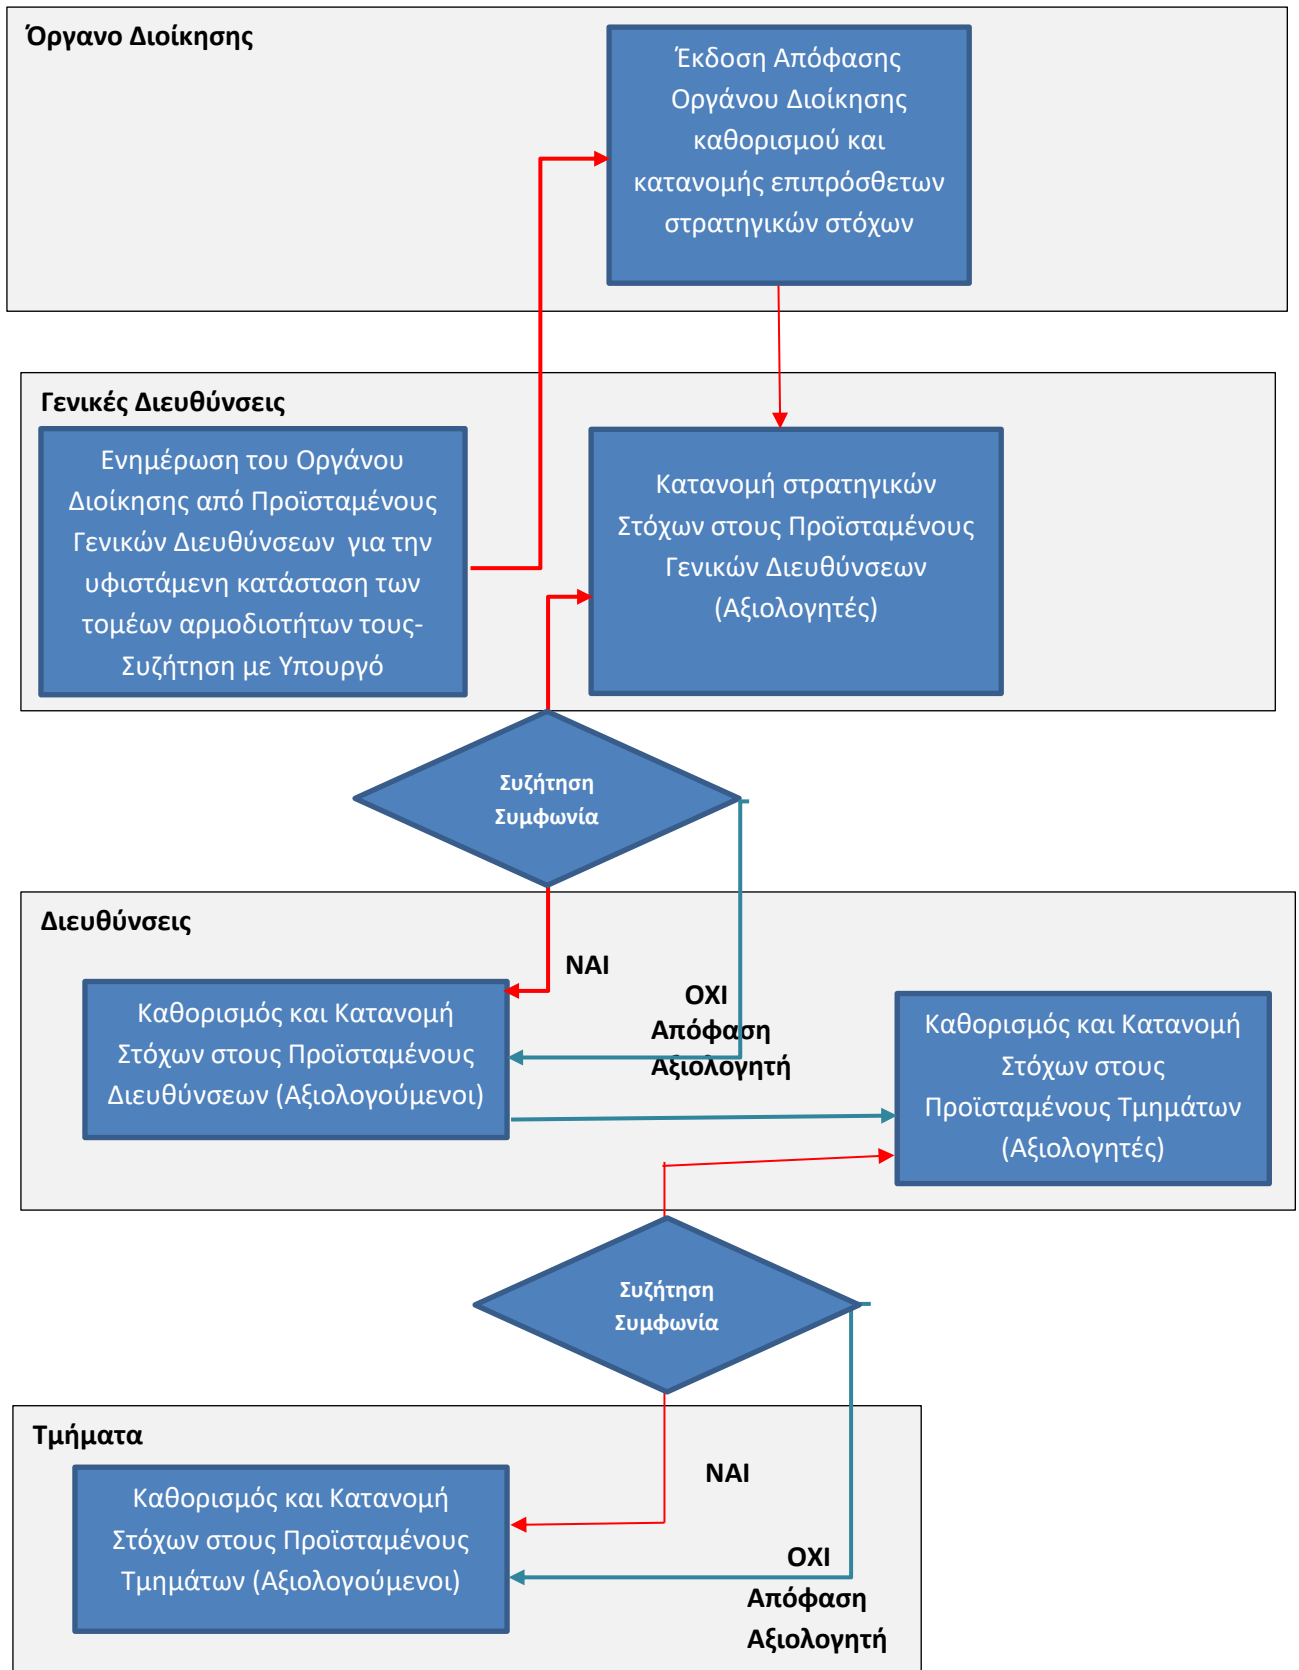 Όργανο Διοίκησης
Έκδοση Απόφασης
Οργάνου Διοίκησης
καθορισμού και
κατανομής επιπρόσθετων
στρατηγικών στόχων
Γενικές Διευθύνσεις
Ενημέρωση του Οργάνου
Διοίκησης από Προϊσταμένους
Γενικών Διευθύνσεων για την
υφιστάμενη κατάσταση των
τομέων αρμοδιοτήτων τους-
Συζήτηση με Υπουργό
Κατανομή στρατηγικών
Στόχων στους Προϊσταμένους
Γενικών Διευθύνσεων
(Αξιολογητές)
Συζήτηση
Συμφωνία
Διευθύνσεις
ΝΑΙ
ΟΧΙ
Απόφαση
Αξιολογητή
Καθορισμός και Κατανομή
Στόχων στους Προϊσταμένους
Διευθύνσεων (Αξιολογούμενοι)
Καθορισμός και Κατανομή
Στόχων στους
Προϊσταμένους Τμημάτων
(Αξιολογητές)
Συζήτηση
Συμφωνία
Τμήματα
ΝΑΙ
Καθορισμός και Κατανομή
Στόχων στους Προϊσταμένους
Τμημάτων (Αξιολογούμενοι)
ΟΧΙ
Απόφαση
Αξιολογητή